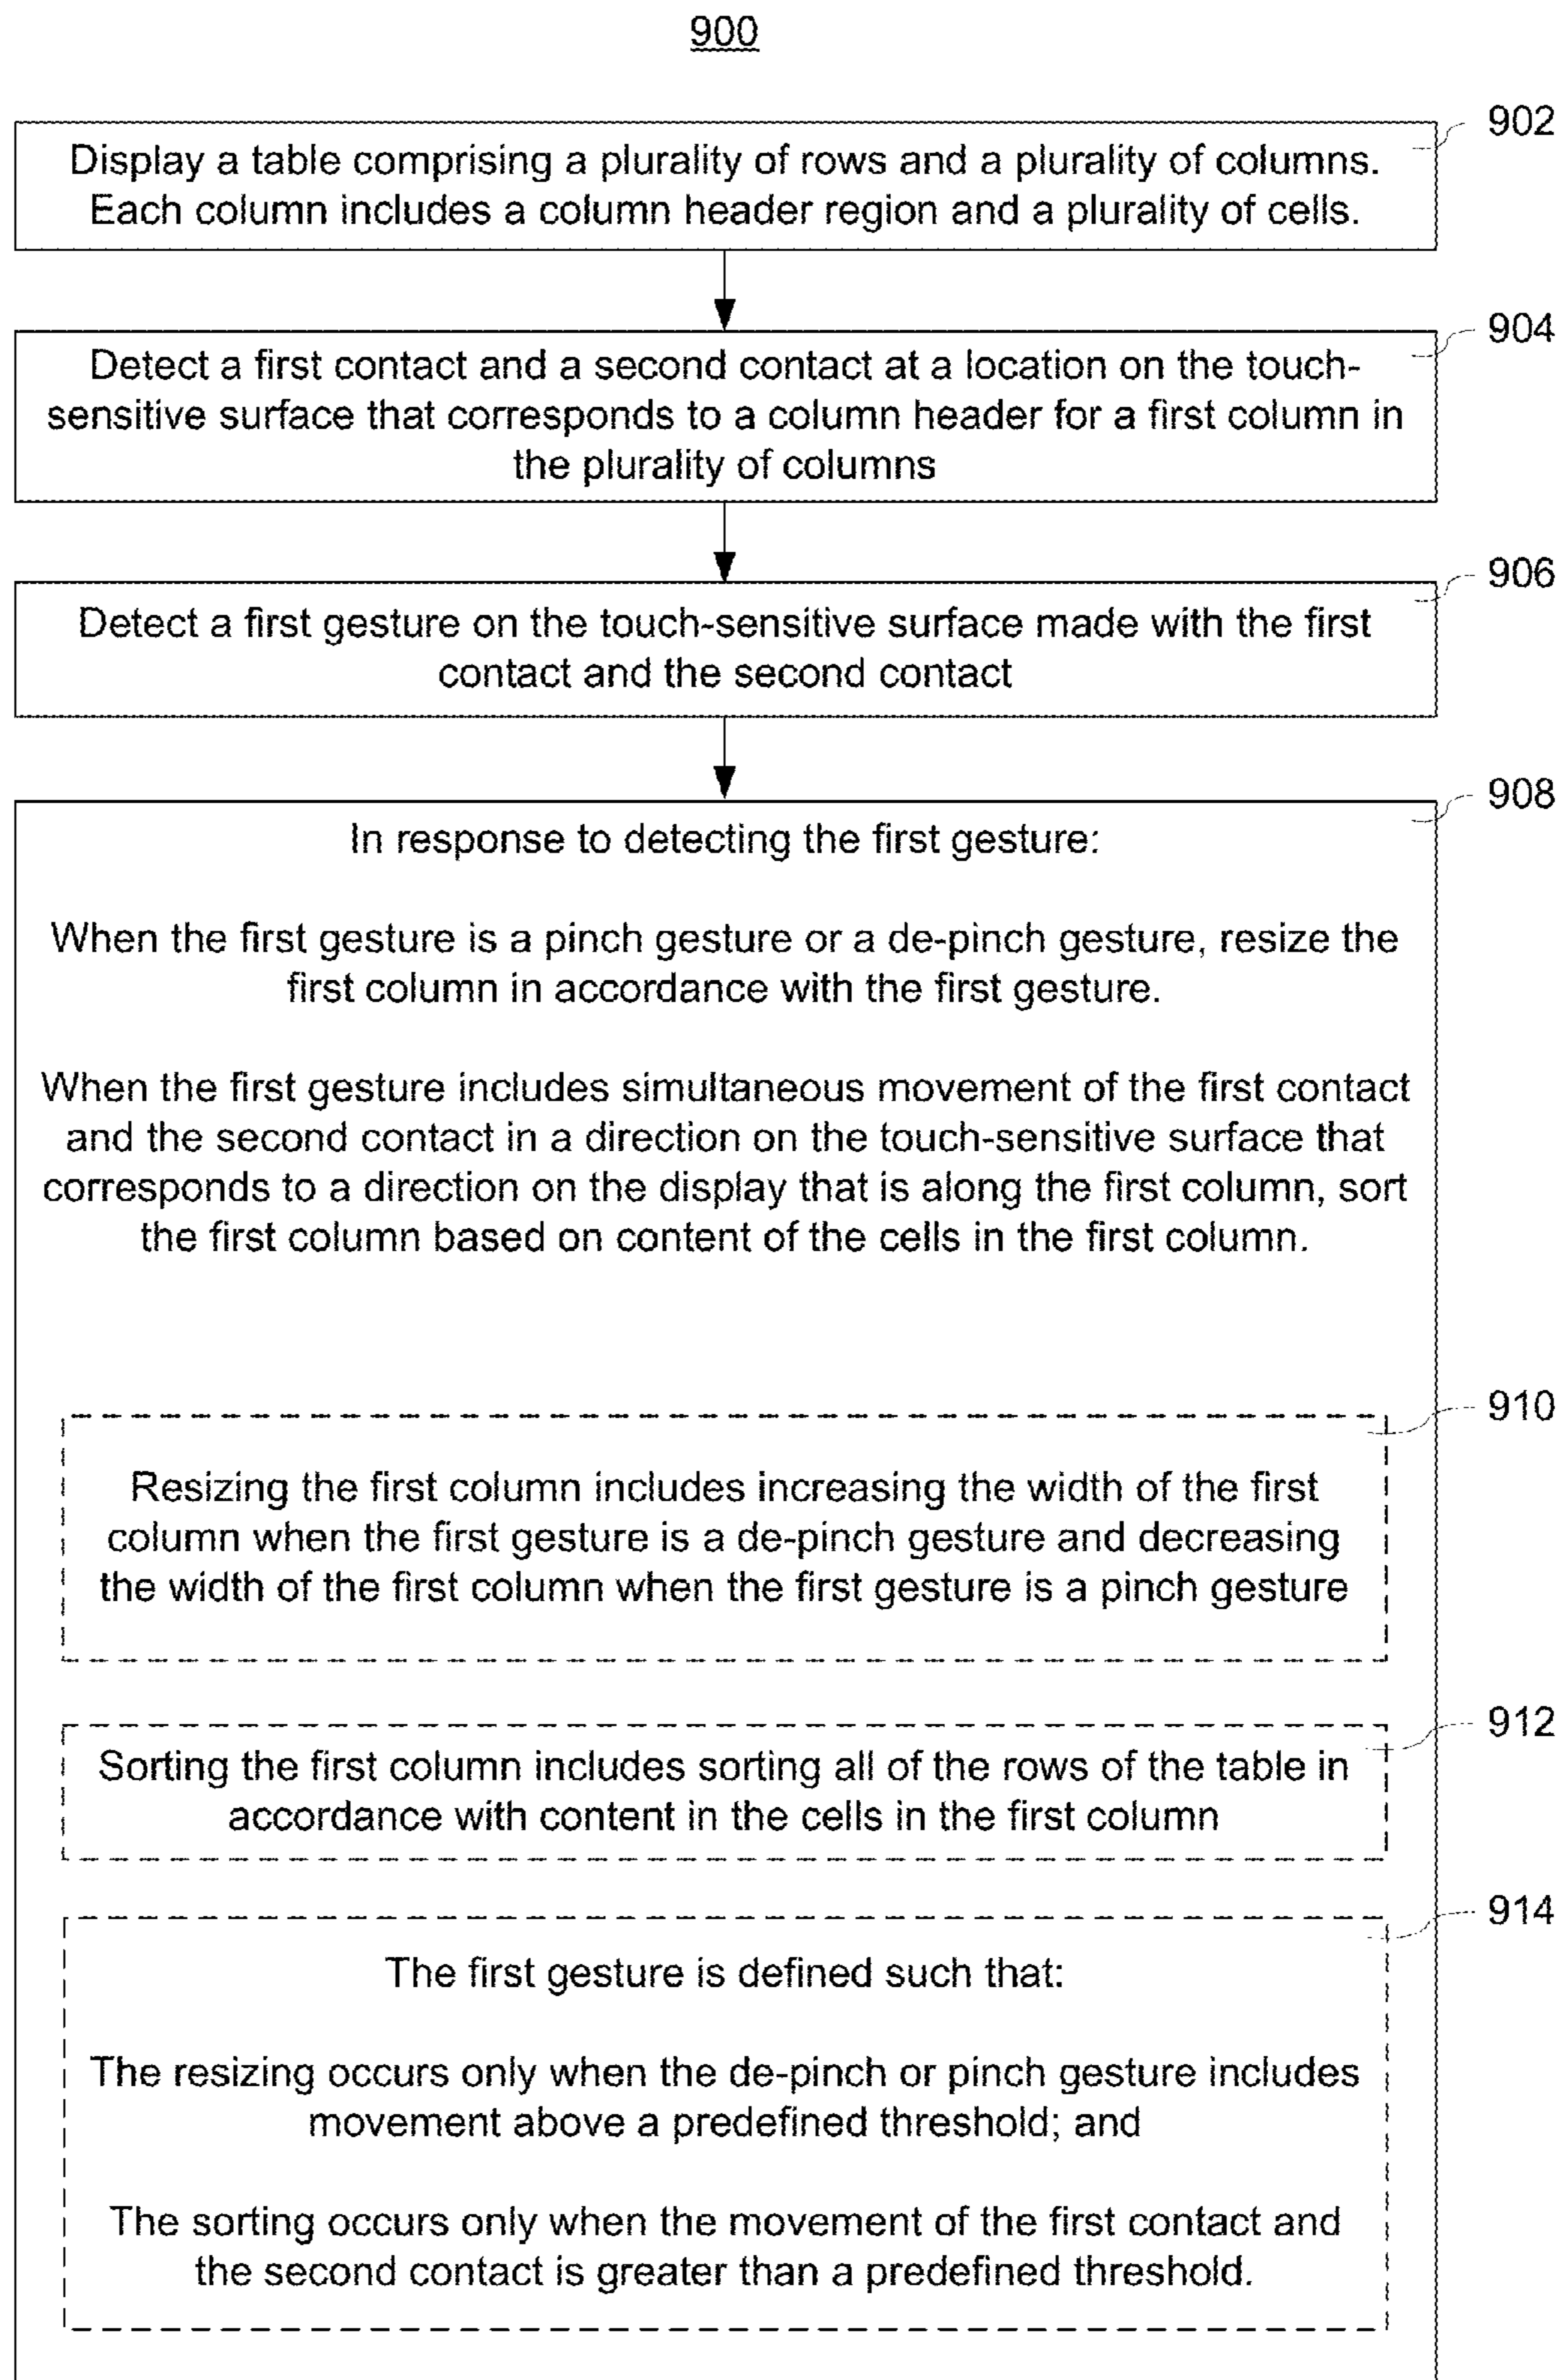 900
902
Display a table comprising a plurality of rows and a plurality of columns.
Each column includes a column header region and a plurality of cells.
904
Detect a first contact and a second contact at a location on the touch-
sensitive surface that corresponds to a column header for a first column in
the plurality of columns
906
Detect a first gesture on the touch-sensitive surface made with the first
contact and the second contact
908
In response to detecting the first gesture:
When the first gesture is a pinch gesture or a de-pinch gesture, resize the
first column in accordance with the first gesture.
When the first gesture includes simultaneous movement of the first contact
and the second contact in a direction on the touch-sensitive surface that
corresponds to a direction on the display that is along the first column, sort
the first column based on content of the cells in the first column.
910
Resizing the first column includes increasing the width of the first
column when the first gesture is a de-pinch gesture and decreasing
the width of the first column when the first gesture is a pinch gesture
912
Sorting the first column includes sorting all of the rows of the table in
accordance with content in the cells in the first column
914
The first gesture is defined such that:
The resizing occurs only when the de-pinch or pinch gesture includes
movement above a predefined threshold; and
The sorting occurs only when the movement of the first contact and
the second contact is greater than a predefined threshold.